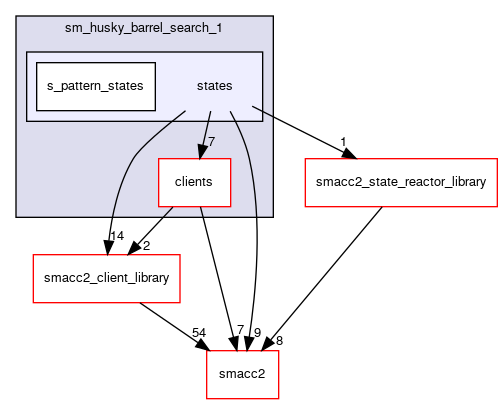 sm_husky_barrel_search_1
s_pattern_states
states
7
1
clients
smacc2_state_reactor_library
14
2
smacc2_client_library
54
7
9
8
smacc2